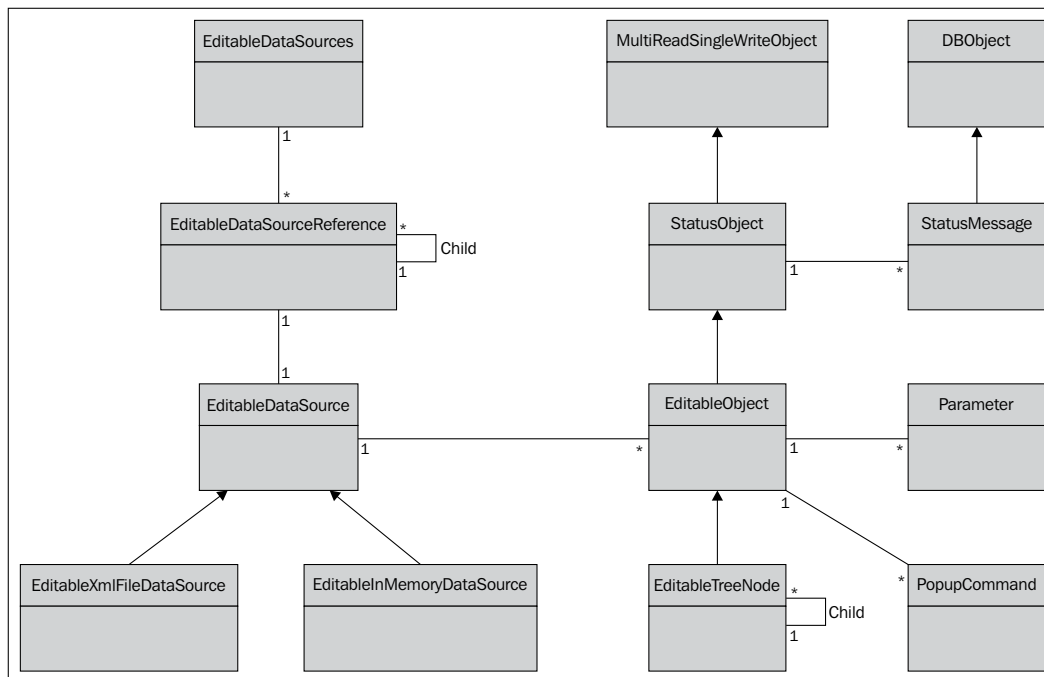 EditableDataSources
MultiReadSingleWriteObject
DBObject
1
*
EditableDataSourceReference
*
Child
1
StatusObject
StatusMessage
1
*
1
1
EditableDataSource
EditableObject
Parameter
1
*
1
*
1
EditableXmlFileDataSource
EditableInMemoryDataSource
EditableTreeNode
*
Child
1
*
PopupCommand